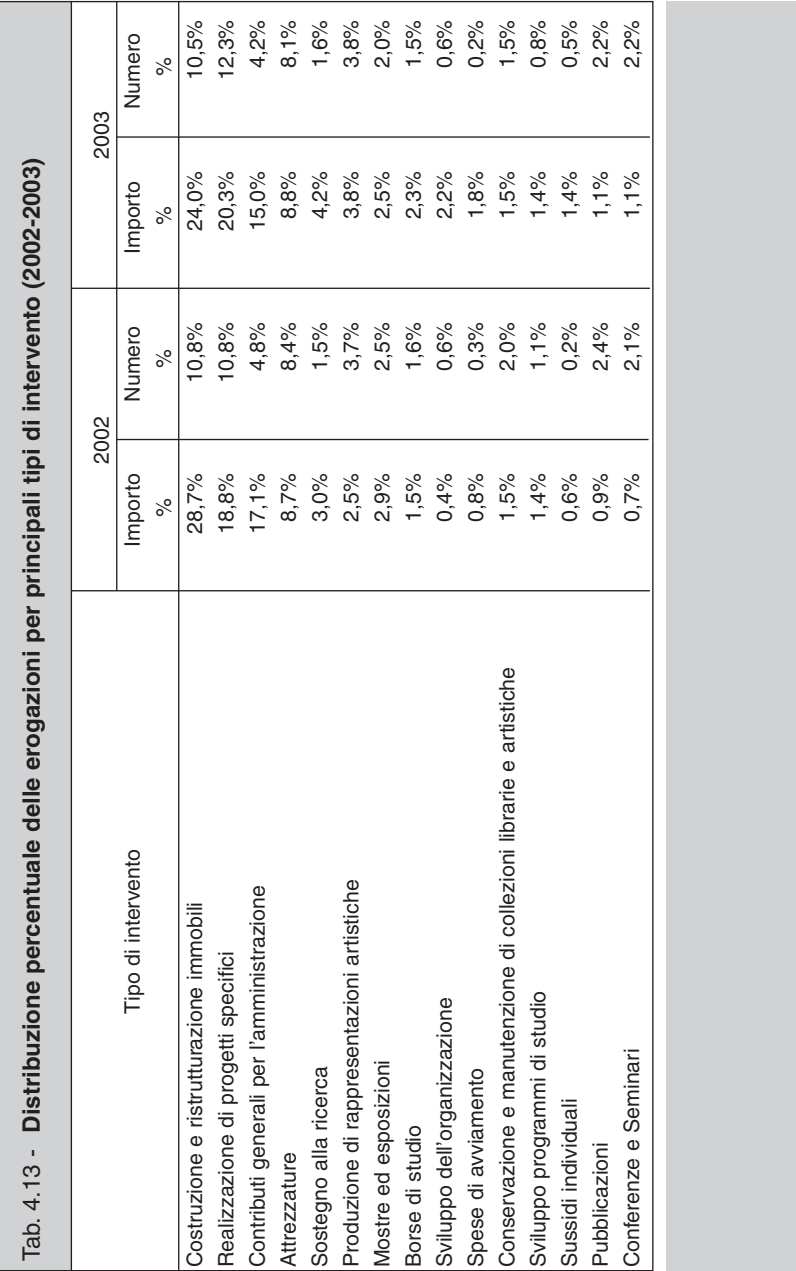 Tab. 4.13 - Distribuzione percentuale delle erogazioni per principali tipi di intervento (2002-2003)
2002 2003
Tipo di intervento Importo Numero Importo Numero
% % % %
Costruzione e ristrutturazione immobili 28,7% 10,8% 24,0% 10,5%
Realizzazione di progetti specifici 18,8% 10,8% 20,3% 12,3%
Contributi generali per l'amministrazione 17,1% 4,8% 15,0% 4,2%
Attrezzature 8,7% 8,4% 8,8% 8,1%
Sostegno alla ricerca 3,0% 1,5% 4,2% 1,6%
Produzione di rappresentazioni artistiche 2,5% 3,7% 3,8% 3,8%
Mostre ed esposizioni 2,9% 2,5% 2,5% 2,0%
Borse di studio 1,5% 1,6% 2,3% 1,5%
Sviluppo dell'organizzazione 0,4% 0,6% 2,2% 0,6%
Spese di avviamento 0,8% 0,3% 1,8% 0,2%
Conservazione e manutenzione di collezioni librarie e artistiche 1,5% 2,0% 1,5% 1,5%
Sviluppo programmi di studio 1,4% 1,1% 1,4% 0,8%
Sussidi individuali 0,6% 0,2% 1,4% 0,5%
Pubblicazioni 0,9% 2,4% 1,1% 2,2%
Conferenze e Seminari 0,7% 2,1% 1,1% 2,2%